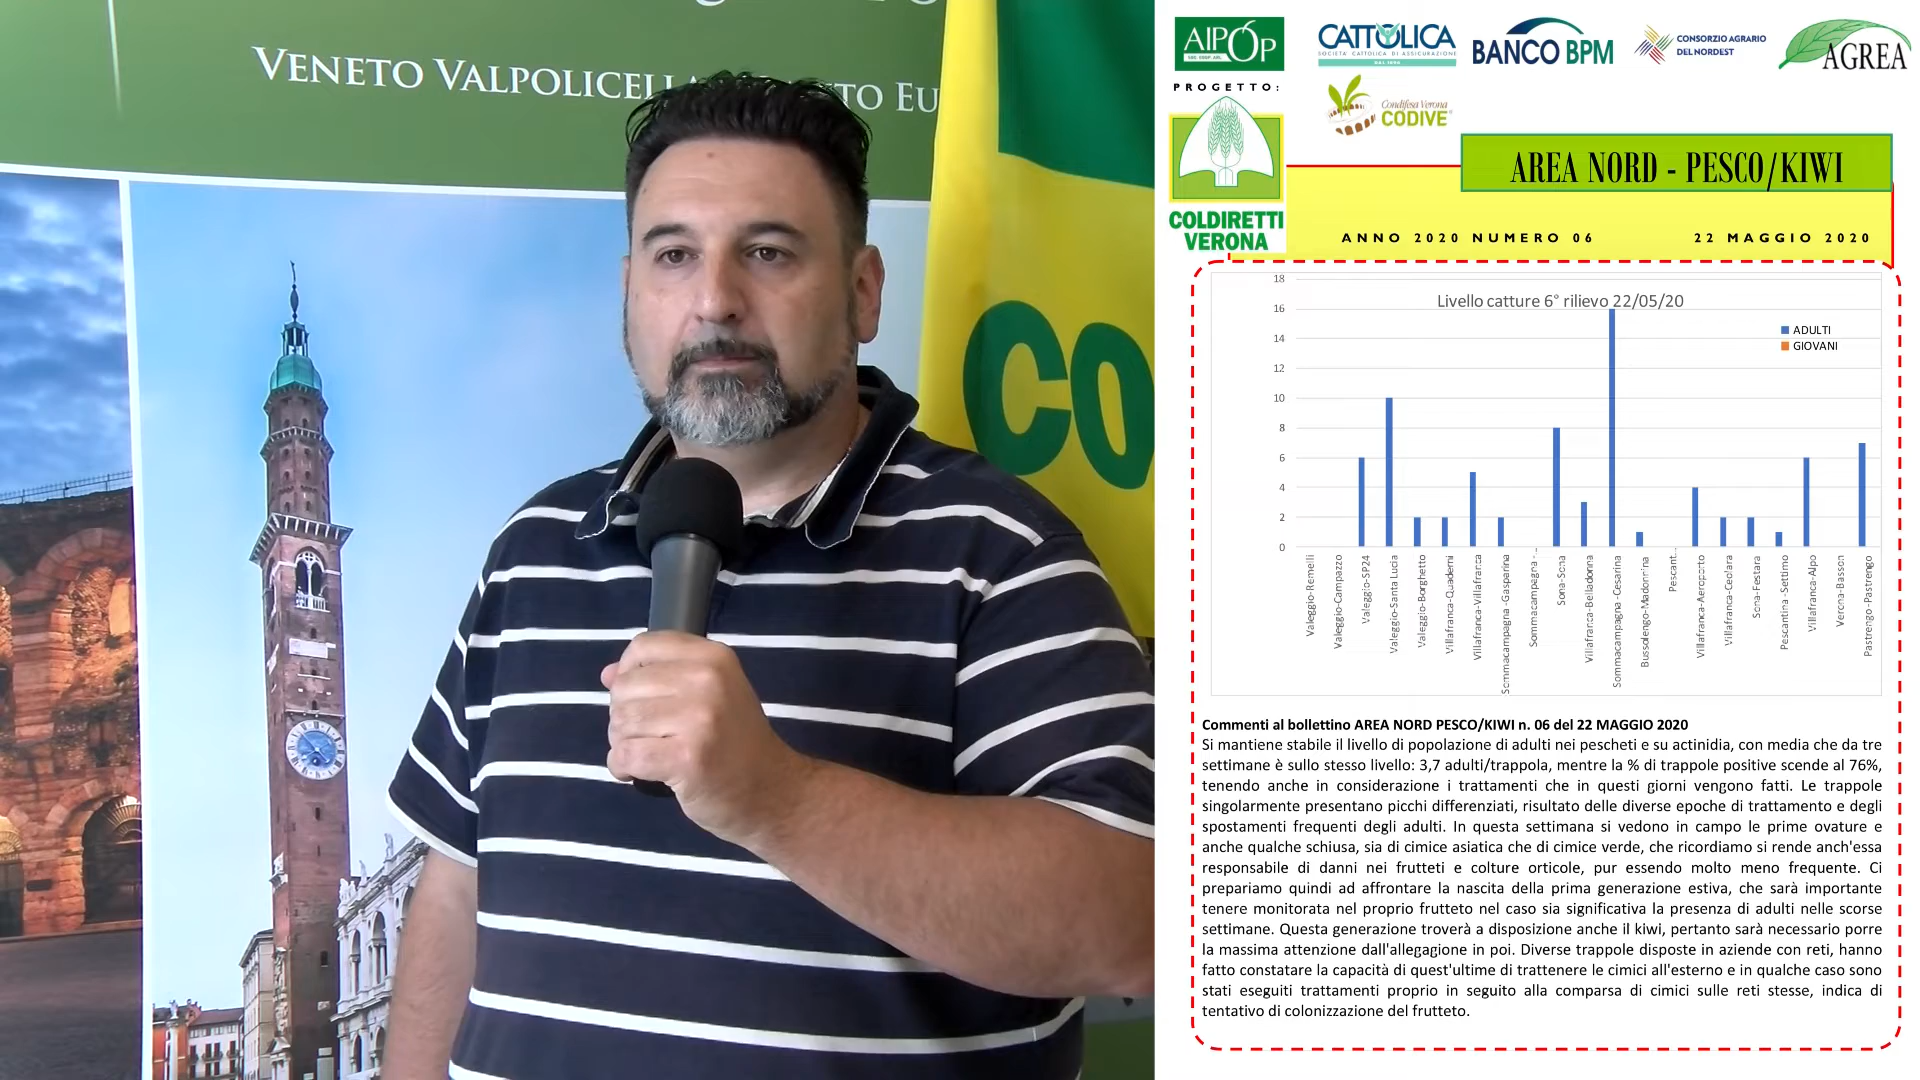 VENETO VALPOLICELLA
TO EU
CO
AIPOP
SOC. COOP. ARL
CATTOLICA
SOCIETÀ CATTOLICA DI ASSICURAZIONE
DAL 1896
BANCO BPM
CONSORZIO AGRARIO
DEL NORDEST
AGREA
PROGETTO:
Condifesa Verona
CODIVE
COLDIRETTI
VERONA
AREA NORD - PESCO/KIWI
ANNO 2020 NUMERO 06
22 MAGGIO 2020
Livello catture 6° rilievo 22/05/20
ADULTI
GIOVANI
18
16
14
12
10
8
6
4
2
0
Valeggio-Remelli
Valeggio-Campazzo
Valeggio-SP24
Valeggio-Santa Lucia
Valeggio-Borghetto
Villafranca-Quaderni
Villafranca-Villafranca
Sommacampagna -Gasparina
Sommacampagna -...
Sona-Sona
Villafranca-Belladonna
Sommacampagna -Cesarina
Bussolengo-Madonnina
Pescant...
Villafranca-Aeroporto
Villafranca-Ceolara
Sona-Festara
Pescantina -Settimo
Villafranca-Alpo
Verona-Basson
Pastrengo-Pastrengo
Commenti al bollettino AREA NORD PESCO/KIWI n. 06 del 22 MAGGIO 2020
Si mantiene stabile il livello di popolazione di adulti nei pescheti e su actinidia, con media che da tre
settimane è sullo stesso livello: 3,7 adulti/trappola, mentre la % di trappole positive scende al 76%,
tenendo anche in considerazione i trattamenti che in questi giorni vengono fatti. Le trappole
singolarmente presentano picchi differenziati, risultato delle diverse epoche di trattamento e degli
spostamenti frequenti degli adulti. In questa settimana si vedono in campo le prime ovature e
anche qualche schiusa, sia di cimice asiatica che di cimice verde, che ricordiamo si rende anch'essa
responsabile di danni nei frutteti e colture orticole, pur essendo molto meno frequente. Ci
prepariamo quindi ad affrontare la nascita della prima generazione estiva, che sarà importante
tenere monitorata nel proprio frutteto nel caso sia significativa la presenza di adulti nelle scorse
settimane. Questa generazione troverà a disposizione anche il kiwi, pertanto sarà necessario porre
la massima attenzione dall'allegagione in poi. Diverse trappole disposte in aziende con reti, hanno
fatto constatare la capacità di quest'ultime di trattenere le cimici all'esterno e in qualche caso sono
stati eseguiti trattamenti proprio in seguito alla comparsa di cimici sulle reti stesse, indica di
tentativo di colonizzazione del frutteto.